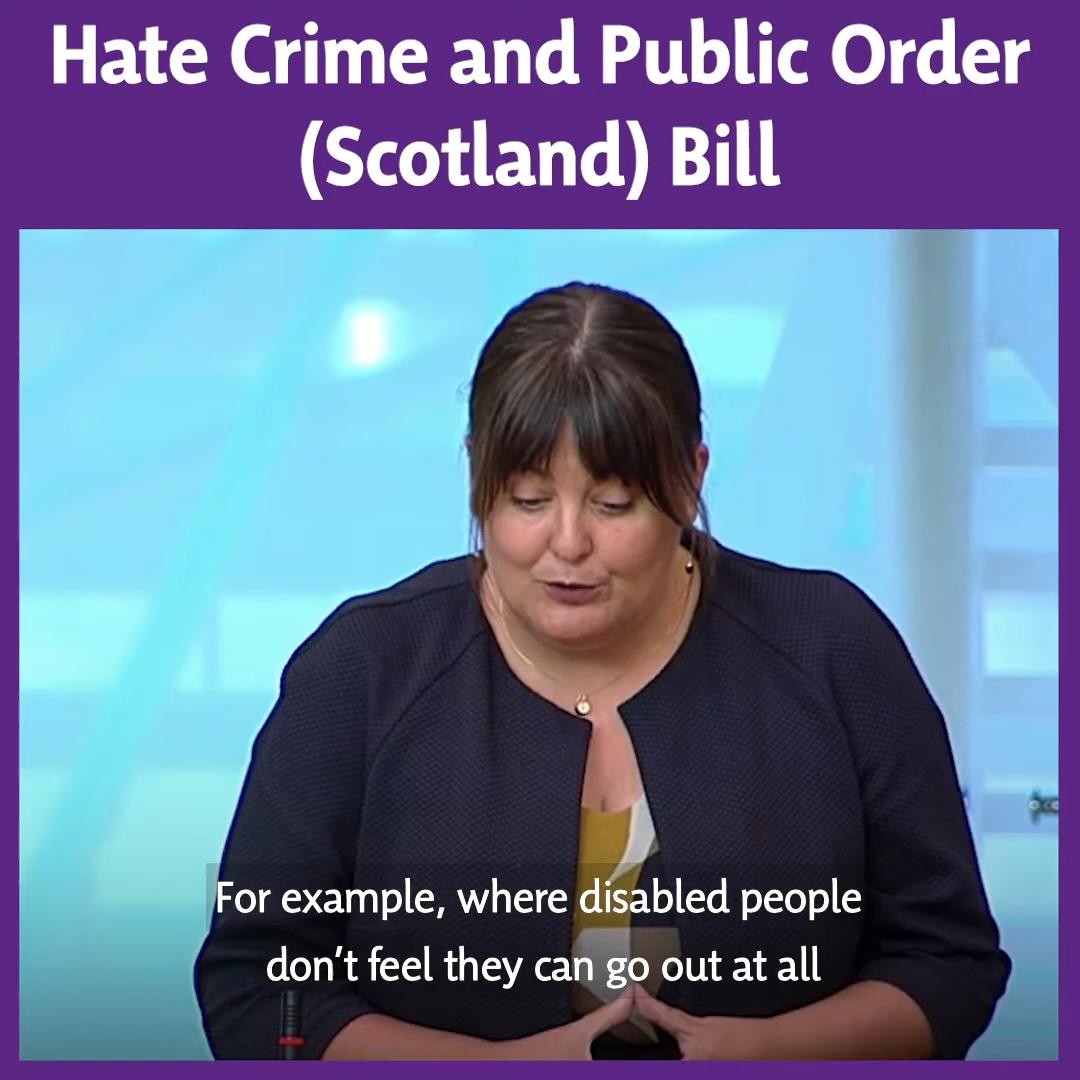 Hate Crime and Public Order
(Scotland) Bill
For example, where disabled people
don’t feel they can go out at all